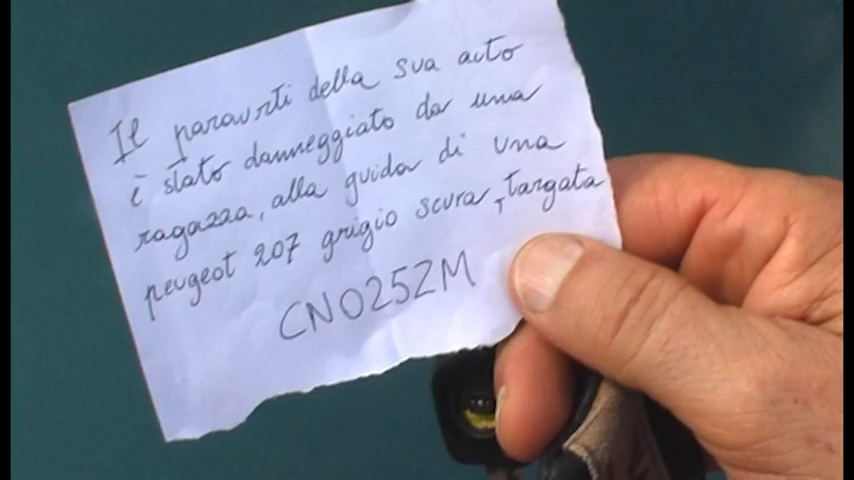 Il paraurti della sua auto
è stato danneggiato da una
ragazza, alla guida di una
peugeot 207 grigio scura, targata
CN025ZM